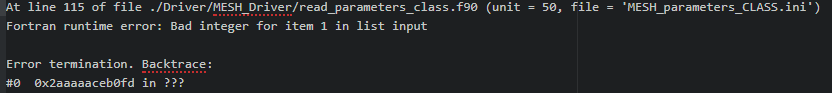 At line 115 of file ./Driver/MESH_Driver/read_parameters_class.f90 (unit = 50, file = 'MESH_parameters_CLASS.ini')
Fortran runtime error: Bad integer for item 1 in list input
Error termination. Backtrace:
#0  0x2aaaaaceb0fd in ???